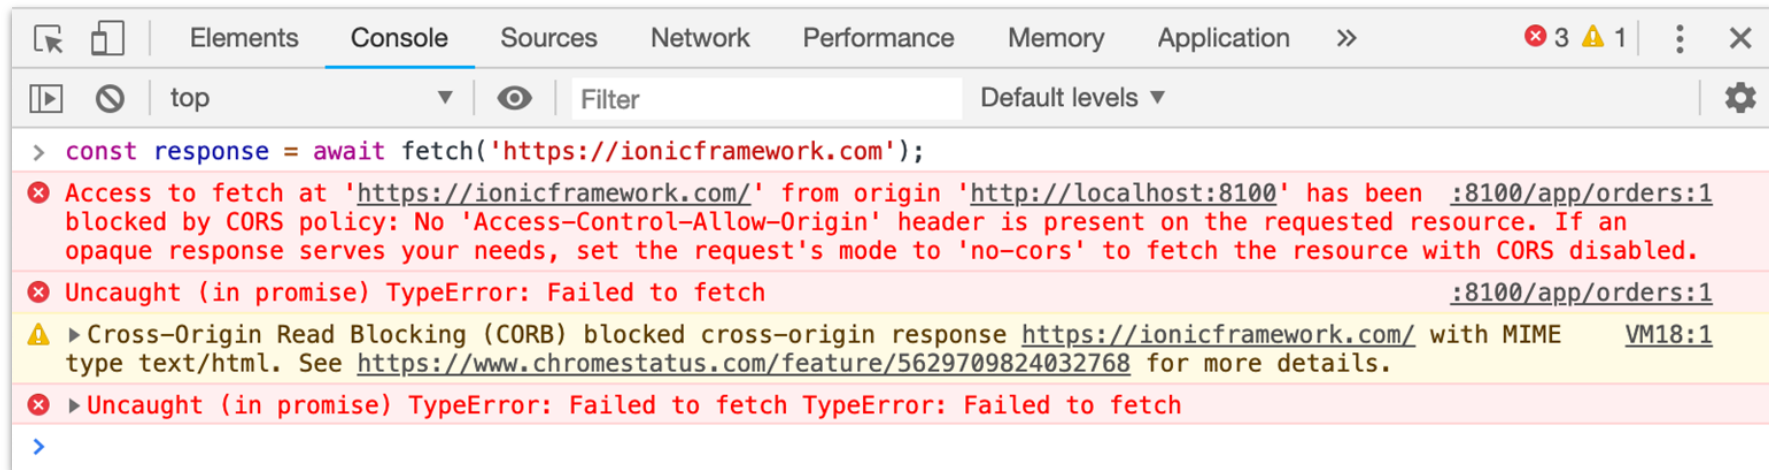 Elements Console Sources Network Performance Memory Application » 3 1
top Filter Default levels
> const response = await fetch('https://ionicframework.com');
Access to fetch at 'https://ionicframework.com/' from origin 'http://localhost:8100' has been :8100/app/orders:1
blocked by CORS policy: No 'Access-Control-Allow-Origin' header is present on the requested resource. If an
opaque response serves your needs, set the request's mode to 'no-cors' to fetch the resource with CORS disabled.
Uncaught (in promise) TypeError: Failed to fetch :8100/app/orders:1
Cross-Origin Read Blocking (CORB) blocked cross-origin response https://ionicframework.com/ with MIME VM18:1
type text/html. See https://www.chromestatus.com/feature/5629709824032768 for more details.
Uncaught (in promise) TypeError: Failed to fetch TypeError: Failed to fetch
>